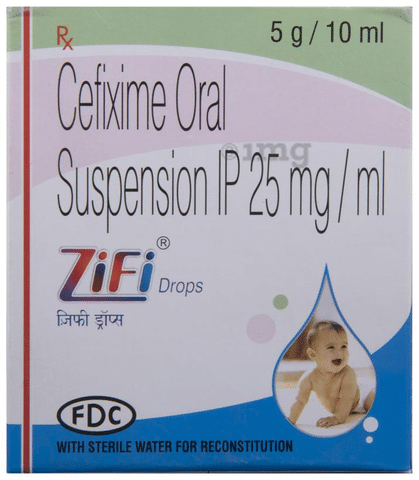 Rx
5 g / 10 ml
Cefixime Oral
Suspension IP 25 mg / ml
1mg
ZiFi® Drops
ज़िफी ड्रॉप्स
FDC
WITH STERILE WATER FOR RECONSTITUTION